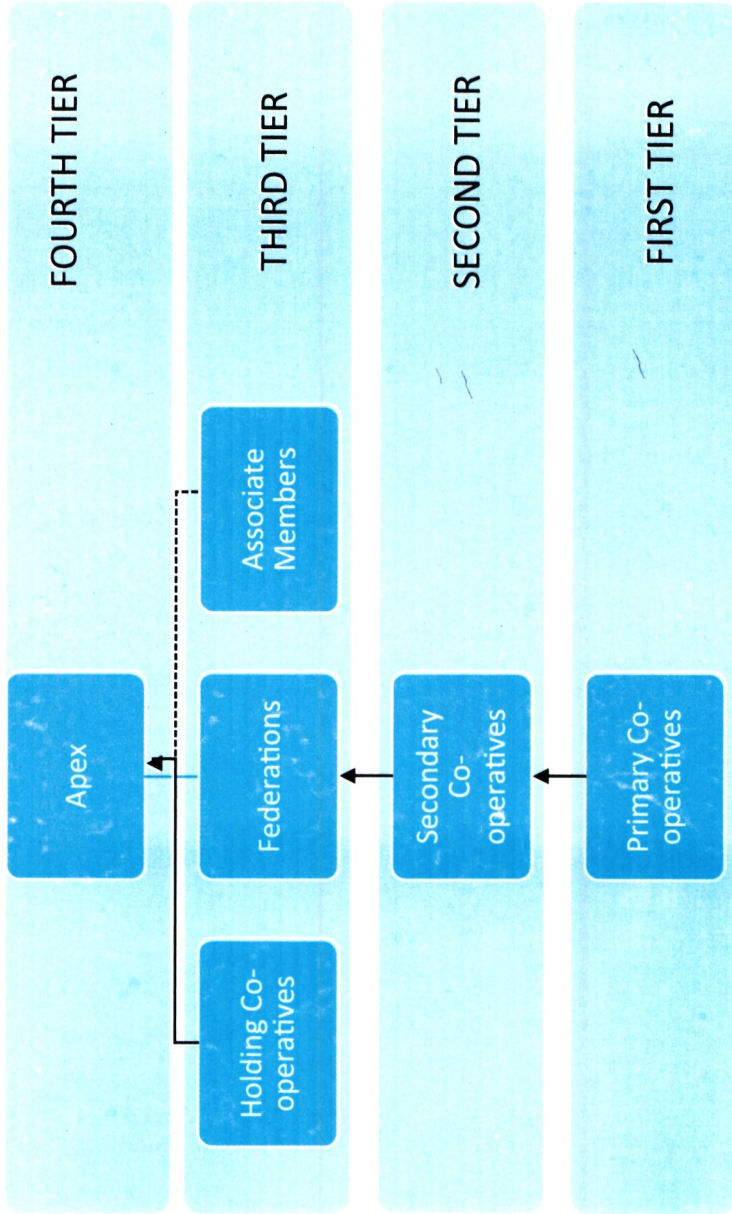 Apex
FOURTH TIER
Holding Co-
operatives
Federations
Associate
Members
THIRD TIER
Secondary
Co-
operatives
SECOND TIER
Primary Co-
operatives
FIRST TIER